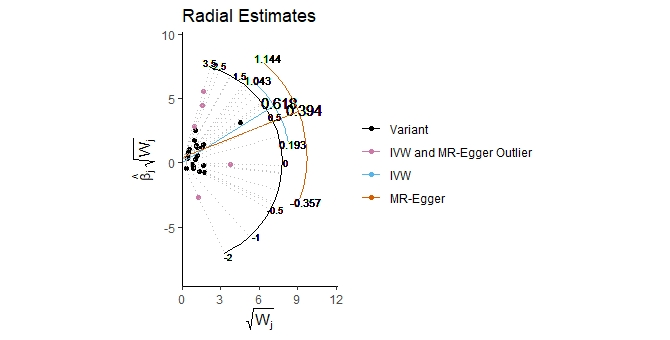 Radial Estimates
10
5
0
-5
β̂j √Wj
0 3 6 9 12
√Wj
3.5
2.5
1.5
1.144
1.043
0.618
0.394
0.5
0.193
0
-0.357
-0.5
-1
-2
Variant
IVW and MR-Egger Outlier
IVW
MR-Egger